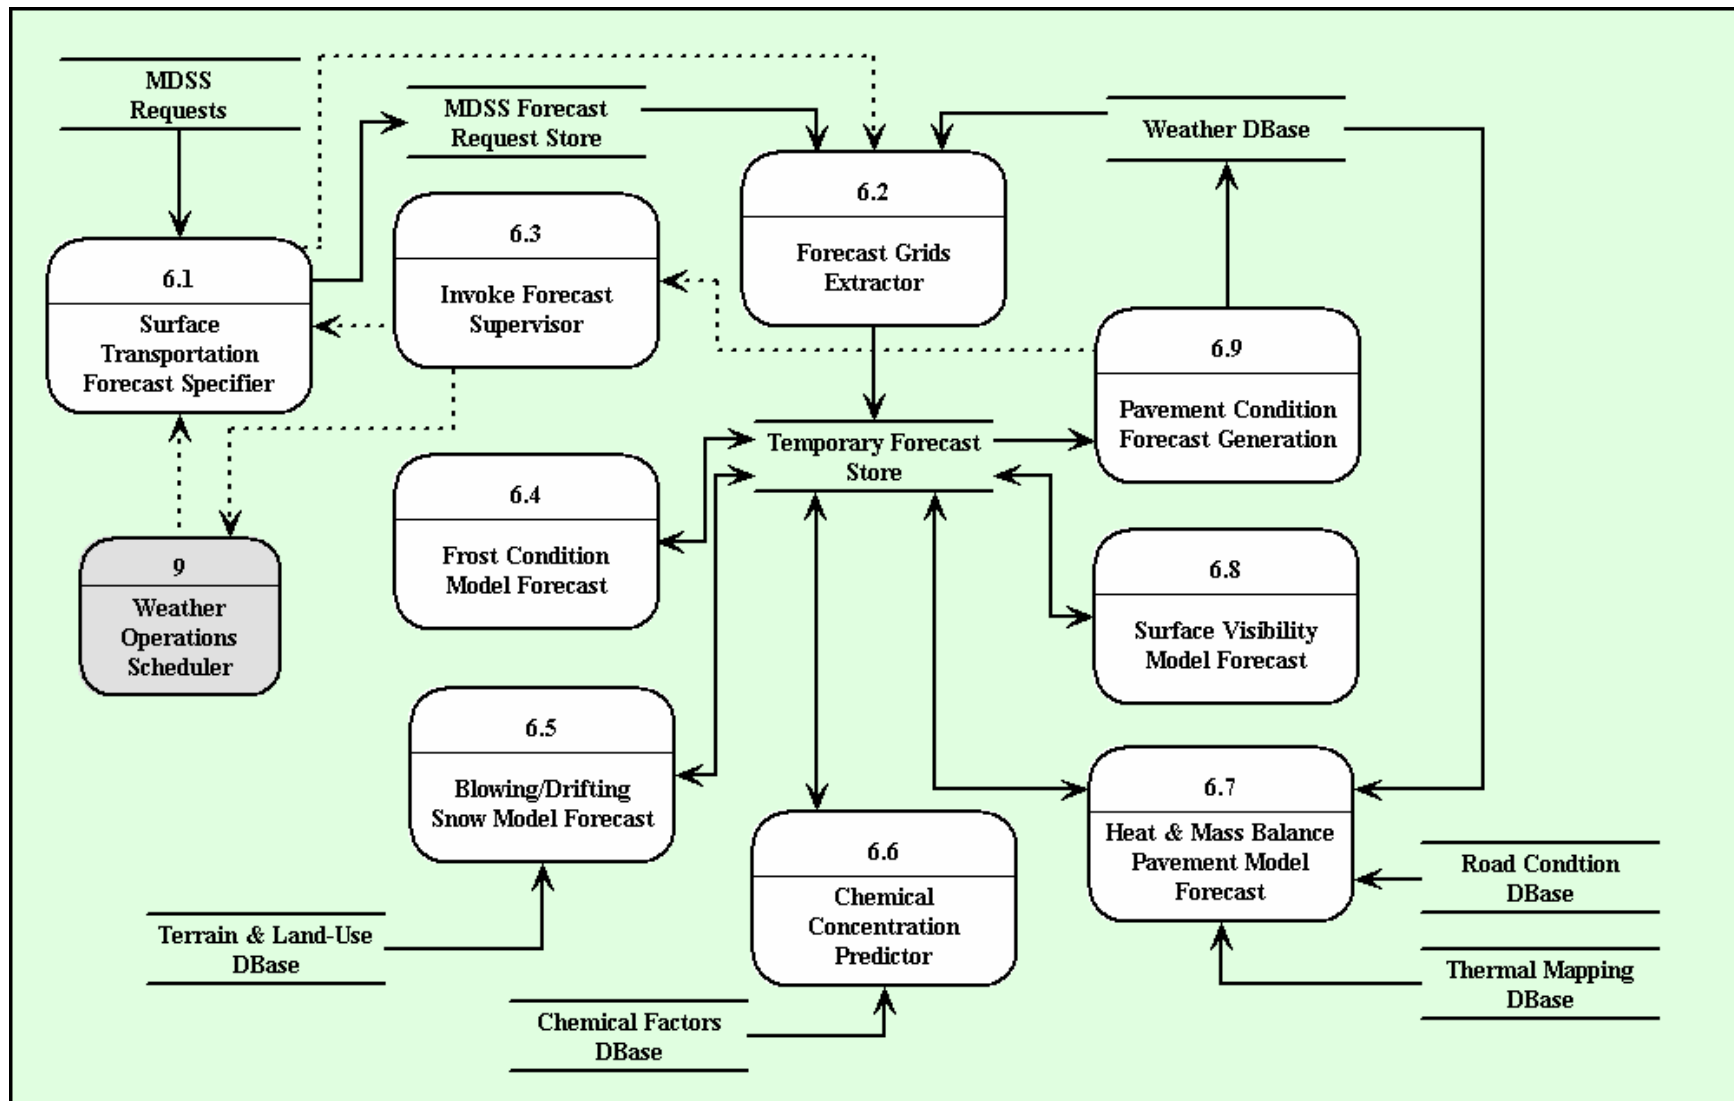 MDSS
Requests
MDSS Forecast
Request Store
Weather DBase
6.1
Surface
Transportation
Forecast Specifier
6.3
Invoke Forecast
Supervisor
6.2
Forecast Grids
Extractor
6.9
Pavement Condition
Forecast Generation
Temporary Forecast
Store
6.4
Frost Condition
Model Forecast
9
Weather
Operations
Scheduler
6.8
Surface Visibility
Model Forecast
6.5
Blowing/Drifting
Snow Model Forecast
6.6
Chemical
Concentration
Predictor
6.7
Heat & Mass Balance
Pavement Model
Forecast
Road Condtion
DBase
Terrain & Land-Use
DBase
Thermal Mapping
DBase
Chemical Factors
DBase